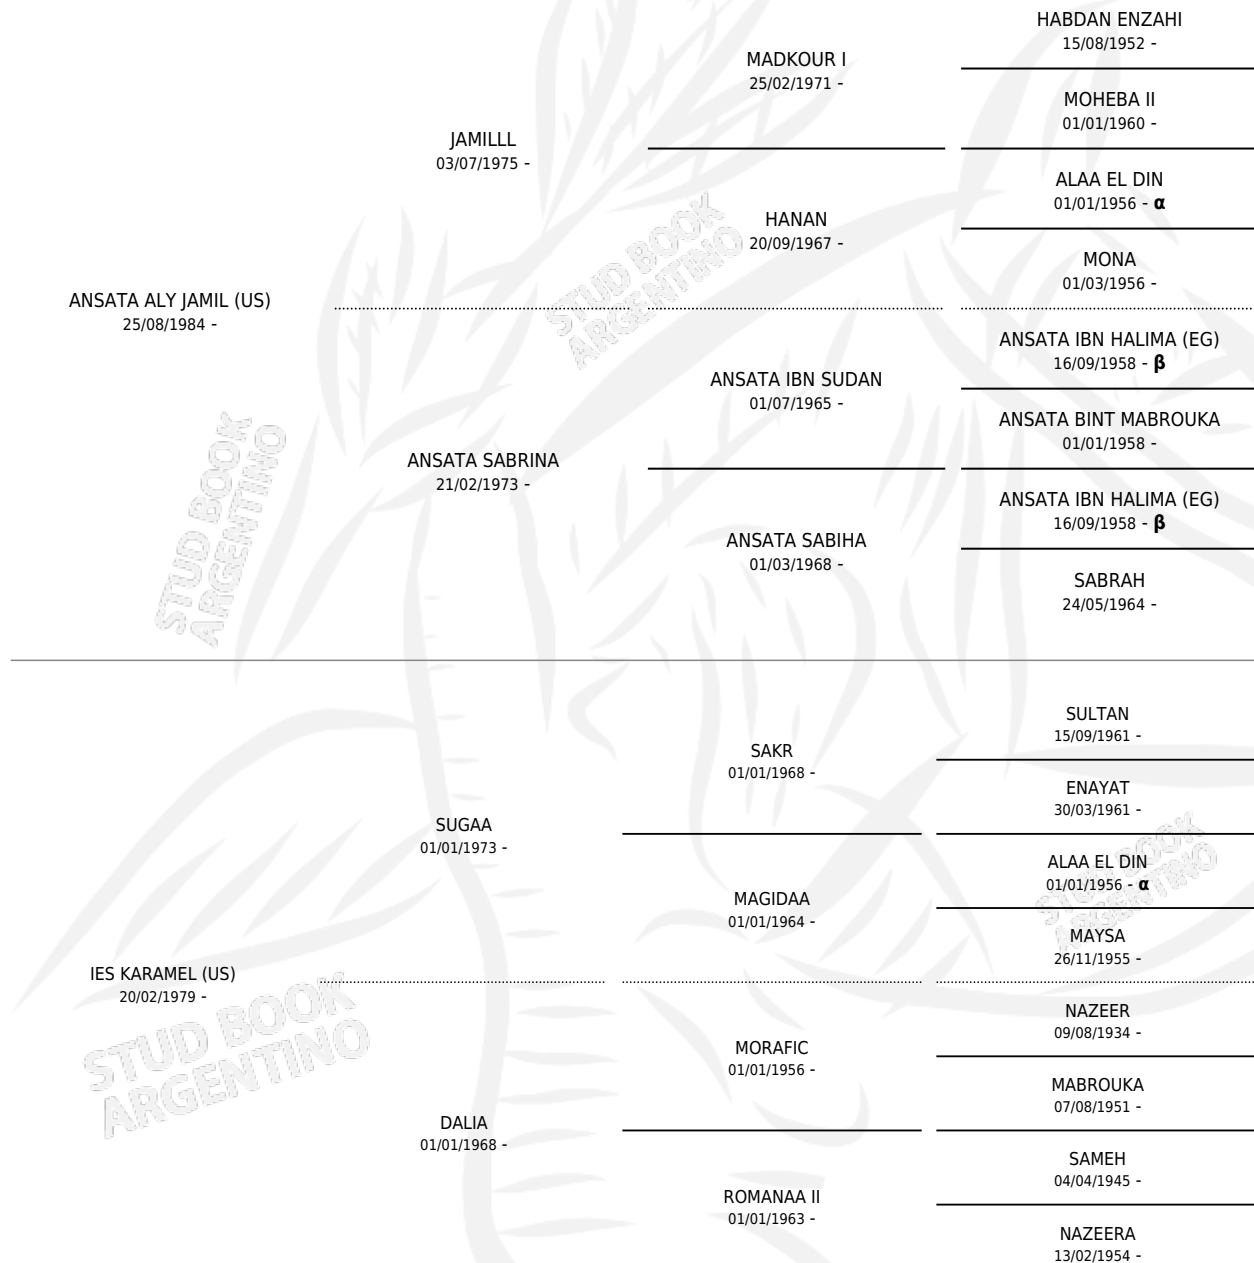 HABDAN ENZAHI
15/08/1952 -
MADKOUR I
25/02/1971 -
MOHEBA II
01/01/1960 -
JAMILLL
03/07/1975 -
ALAA EL DIN
01/01/1956 - α
HANAN
20/09/1967 -
MONA
01/03/1956 -
ANSATA ALY JAMIL (US)
25/08/1984 -
ANSATA IBN HALIMA (EG)
16/09/1958 - β
ANSATA IBN SUDAN
01/07/1965 -
ANSATA BINT MABROUKA
01/01/1958 -
ANSATA SABRINA
21/02/1973 -
ANSATA IBN HALIMA (EG)
16/09/1958 - β
ANSATA SABIHA
01/03/1968 -
SABRAH
24/05/1964 -
SULTAN
15/09/1961 -
SAKR
01/01/1968 -
ENAYAT
30/03/1961 -
SUGAA
01/01/1973 -
ALAA EL DIN
01/01/1956 - α
MAGIDAA
01/01/1964 -
MAYSA
26/11/1955 -
IES KARAMEL (US)
20/02/1979 -
NAZEER
09/08/1934 -
MORAFIC
01/01/1956 -
MABROUKA
07/08/1951 -
DALIA
01/01/1968 -
SAMEH
04/04/1945 -
ROMANAA II
01/01/1963 -
NAZEERA
13/02/1954 -
STUD BOOK
ARGENTINO
STUD BOOK
ARGENTINO
STUD BOOK
ARGENTINO
STUD BOOK
ARGENTINO